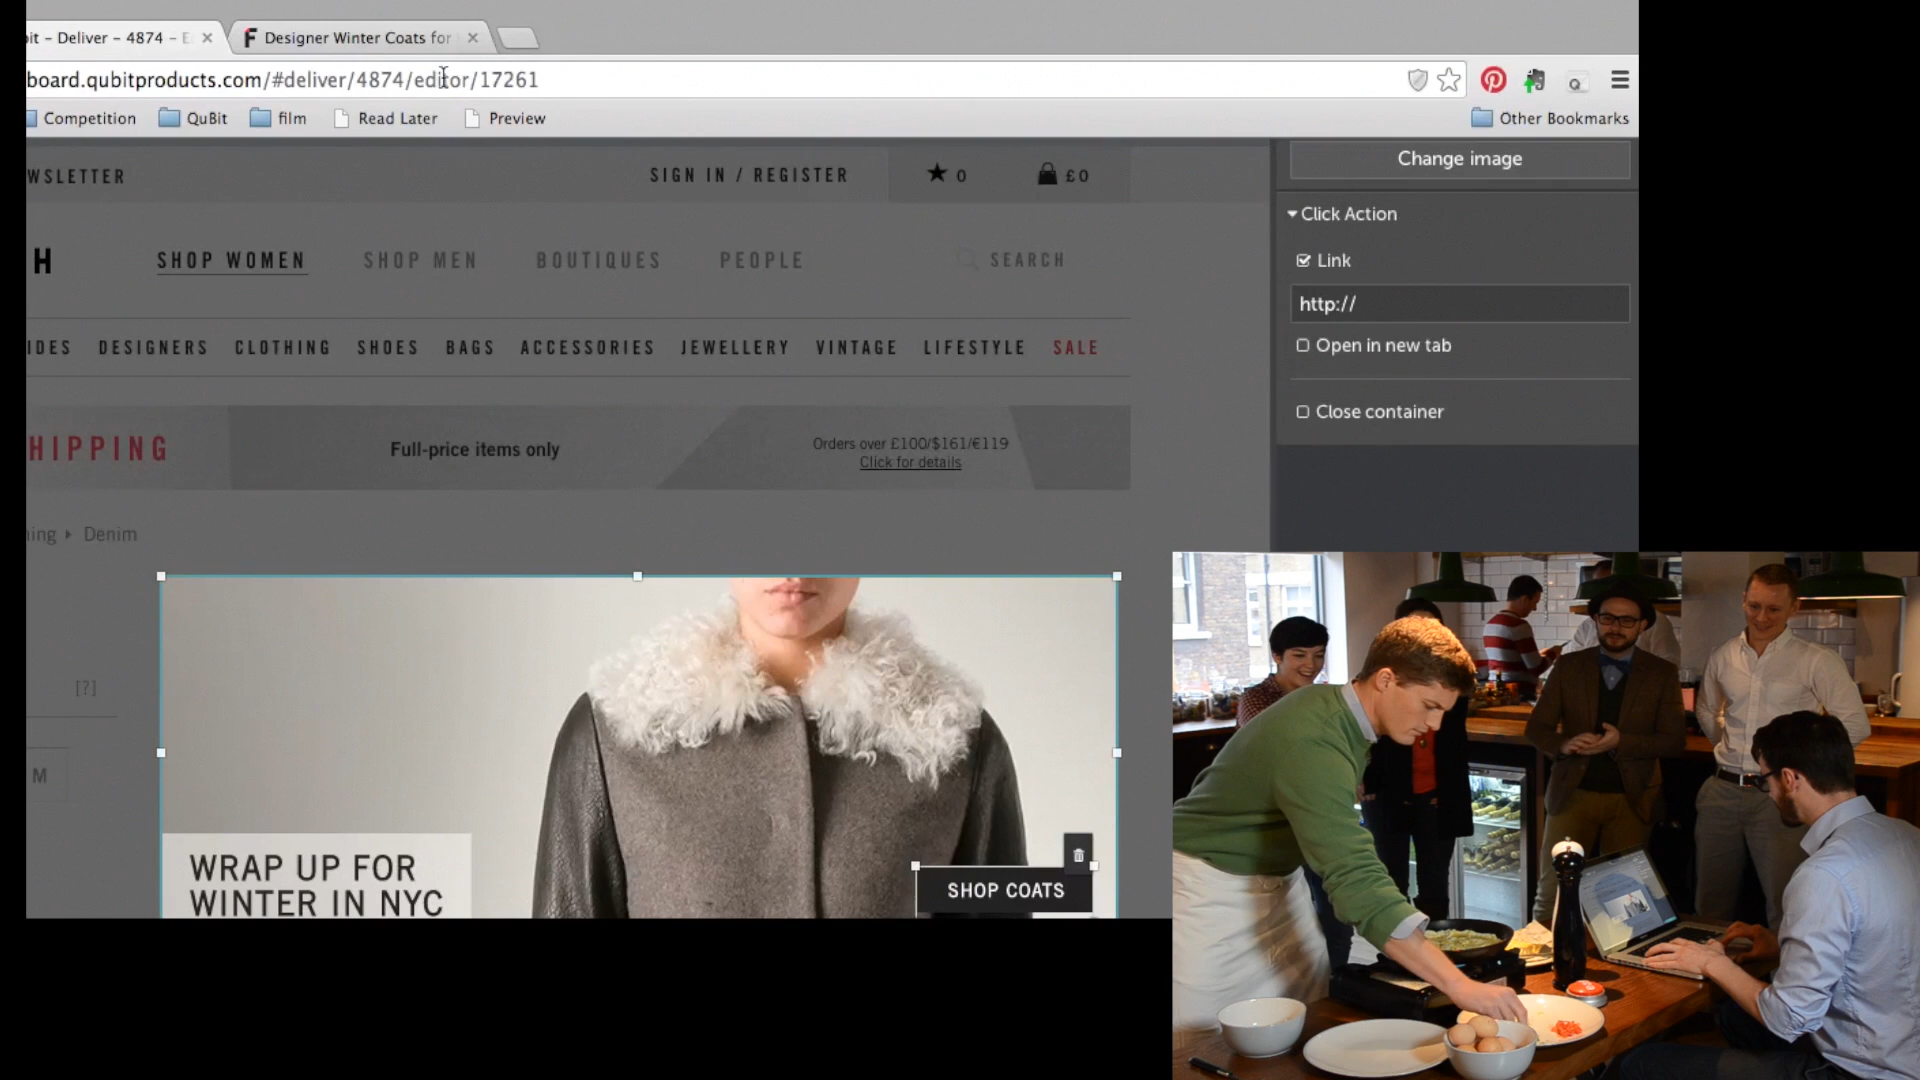 it - Deliver - 4874 - E
Designer Winter Coats for
board.qubitproducts.com/#deliver/4874/editor/17261
Competition
QuBit
film
Read Later
Preview
Other Bookmarks
WSLETTER
SIGN IN / REGISTER
0
£0
Change image
Click Action
Link
http://
Open in new tab
Close container
H
SHOP WOMEN
SHOP MEN
BOUTIQUES
PEOPLE
SEARCH
IDES
DESIGNERS
CLOTHING
SHOES
BAGS
ACCESSORIES
JEWELLERY
VINTAGE
LIFESTYLE
SALE
HIPPING
Full-price items only
Orders over £100/$161/€119
Click for details
ing
Denim
[?]
M
WRAP UP FOR
WINTER IN NYC
SHOP COATS